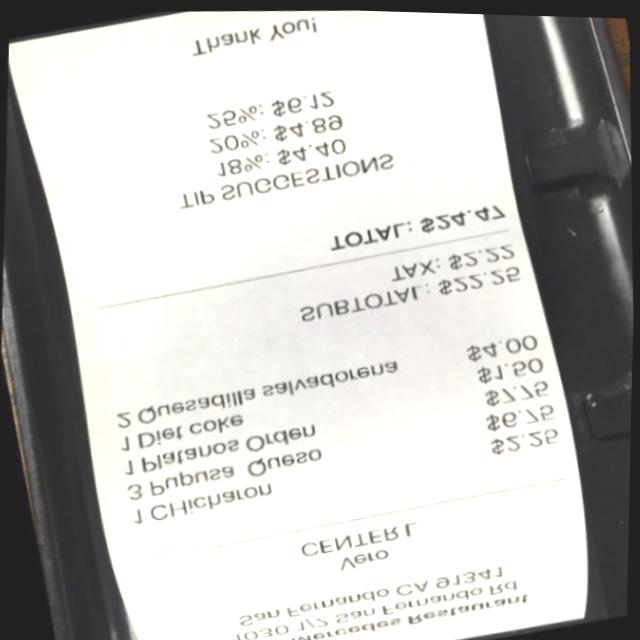 Mercedes Restaurant
1030 1/2 San Fernando Rd
San Fernando CA 91341
Vero
CENTER L
1 CHicharon $2.25
3 Pupusa Queso $6.75
1 Platanos Orden $7.75
1 Diet coke $1.50
2 Quesadilla salvadorena $4.00
SUBTOTAL: $22.25
TAX: $2.22
TOTAL: $24.47
TIP SUGGESTIONS
18%: $4.40
20%: $4.89
25%: $6.12
Thank You!